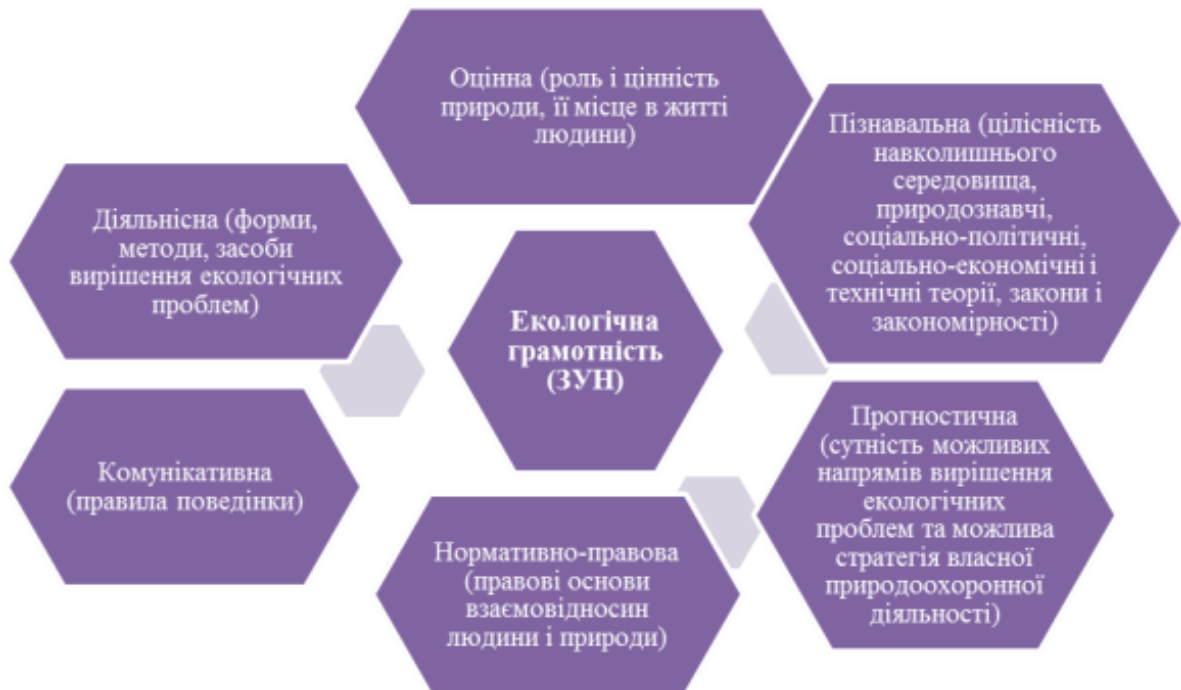 Оцінна (роль і цінність
природи, її місце в житті
людини)
Пізнавальна (цілісність
навколишнього
середовища,
природознавчі,
соціально-політичні,
соціально-економічні і
технічні теорії, закони і
закономірності)
Діяльнісна (форми,
методи, засоби
вирішення екологічних
проблем)
Екологічна
грамотність
(ЗУН)
Прогностична
(сутність можливих
напрямів вирішення
екологічних
проблем та можлива
стратегія власної
природоохоронної
діяльності)
Комунікативна
(правила поведінки)
Нормативно-правова
(правові основи
взаємовідносин
людини і природи)